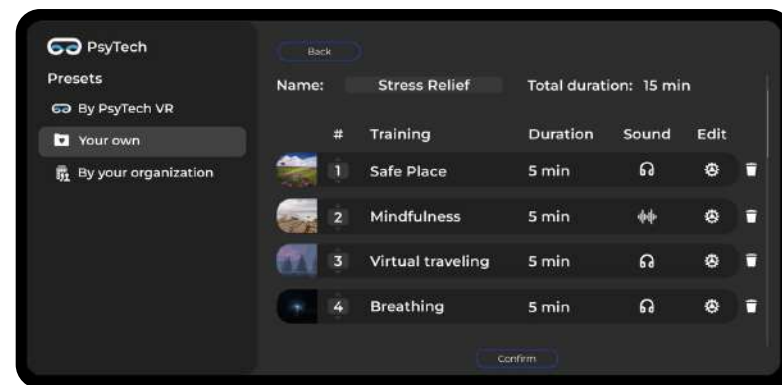 PsyTech
Presets
By PsyTech VR
Your own
By your organization
Back
Name: Stress Relief Total duration: 15 min
# Training Duration Sound Edit
1 Safe Place 5 min
2 Mindfulness 5 min
3 Virtual traveling 5 min
4 Breathing 5 min
Confirm